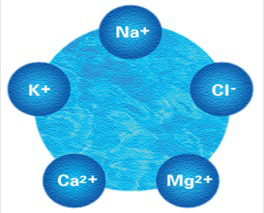 Na+
K+
Cl-
Ca2+
Mg2+